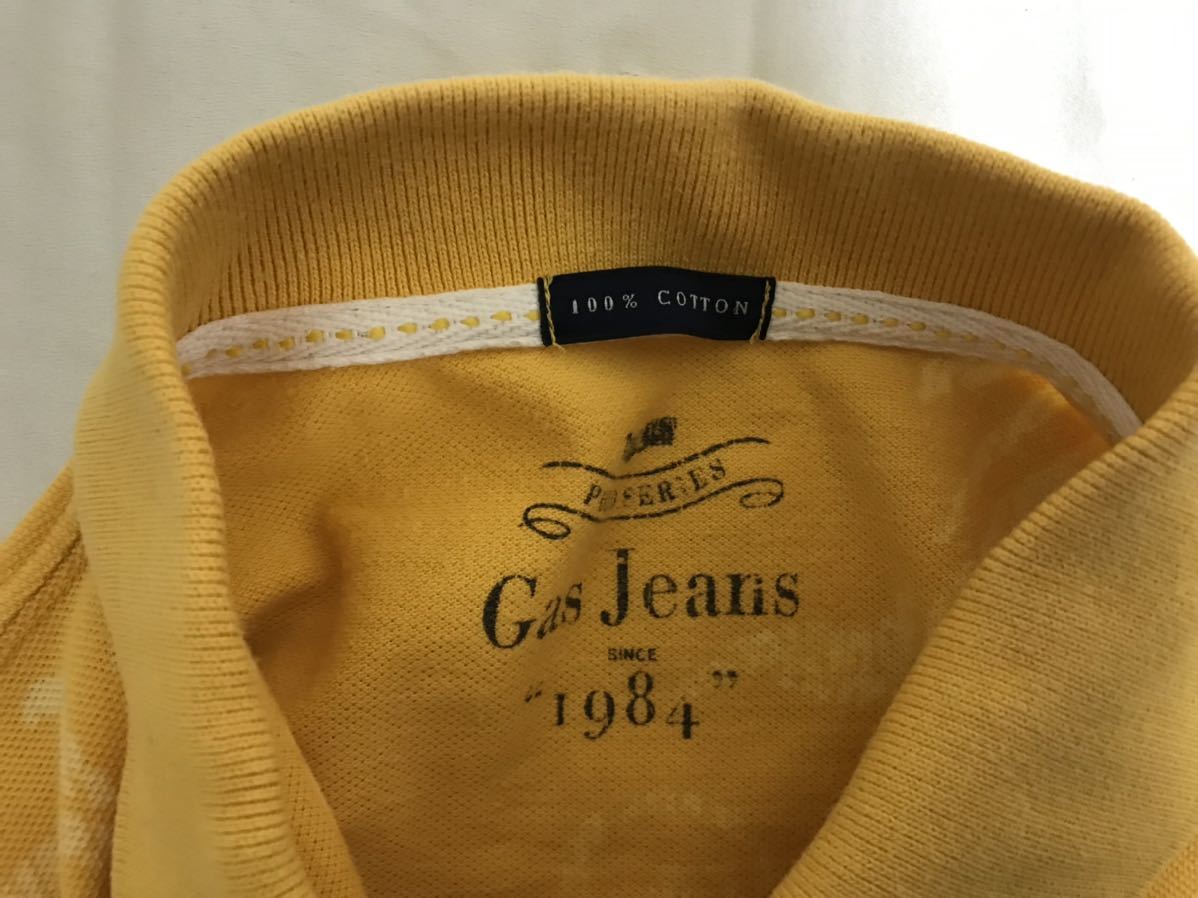 100% COTTON
Gas Jeans
SINCE
"1984"